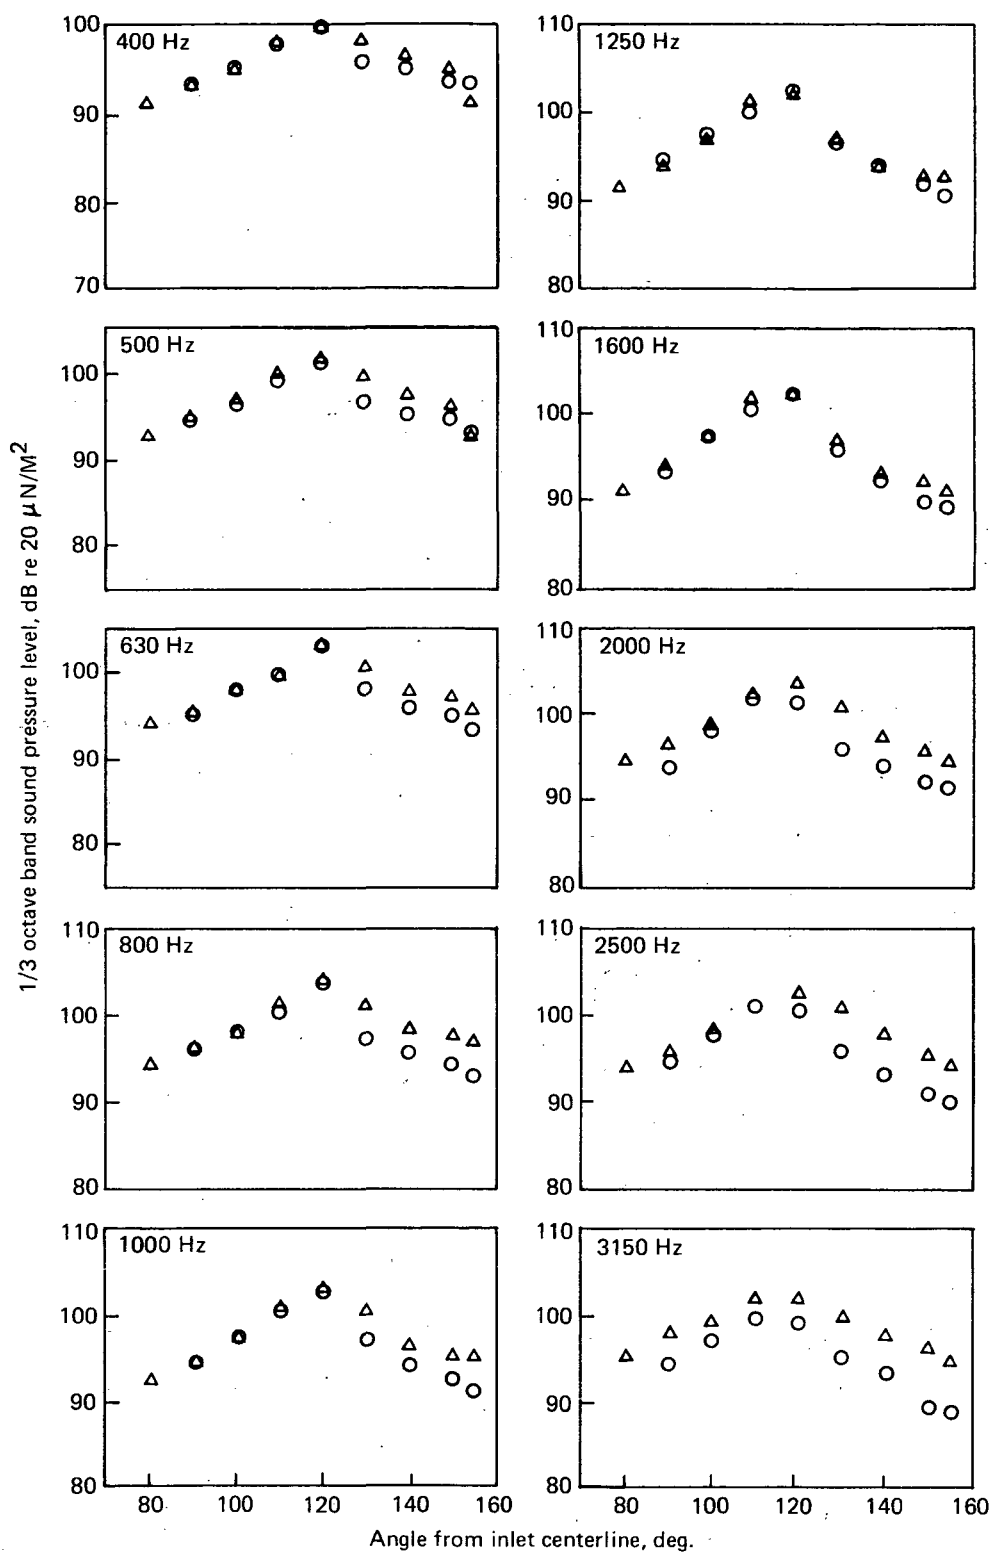 1/3 octave band sound pressure level, dB re 20 μN/M²
400 Hz
100
90
80
70
500 Hz
100
90
80
630 Hz
100
90
80
800 Hz
110
100
90
80
1000 Hz
110
100
90
80
80 100 120 140 160
1250 Hz
110
100
90
80
1600 Hz
110
100
90
80
2000 Hz
110
100
90
80
2500 Hz
110
100
90
80
3150 Hz
110
100
90
80
80 100 120 140 160
Angle from inlet centerline, deg.